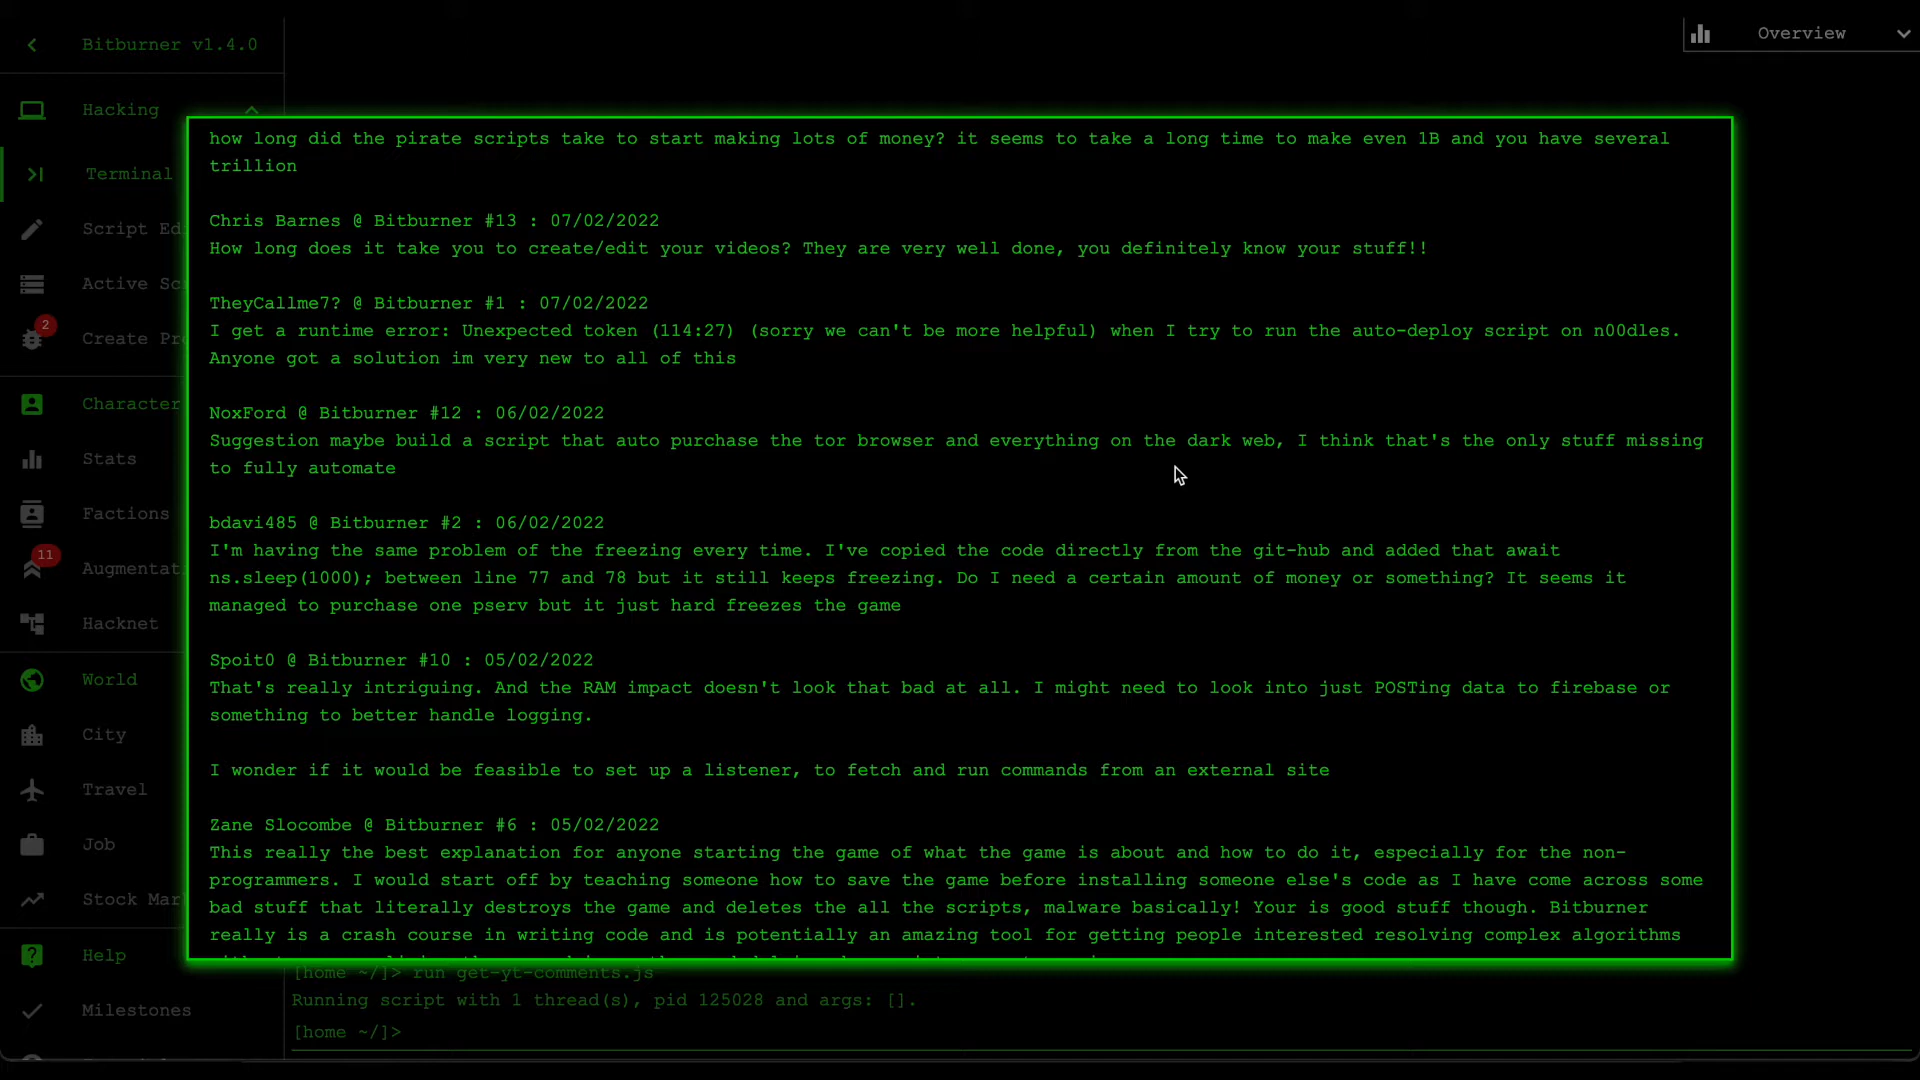 Bitburner v1.4.0
Overview
Hacking
Terminal
Script Ed
Active Sc
2
Create Pr
Character
Stats
Factions
11
Augmentat
Hacknet
World
City
Travel
Job
Stock Mar
Help
Milestones
how long did the pirate scripts take to start making lots of money? it seems to take a long time to make even 1B and you have several
trillion
Chris Barnes @ Bitburner #13 : 07/02/2022
How long does it take you to create/edit your videos? They are very well done, you definitely know your stuff!!
TheyCallme7? @ Bitburner #1 : 07/02/2022
I get a runtime error: Unexpected token (114:27) (sorry we can't be more helpful) when I try to run the auto-deploy script on n00dles.
Anyone got a solution im very new to all of this
NoxFord @ Bitburner #12 : 06/02/2022
Suggestion maybe build a script that auto purchase the tor browser and everything on the dark web, I think that's the only stuff missing
to fully automate
bdavi485 @ Bitburner #2 : 06/02/2022
I'm having the same problem of the freezing every time. I've copied the code directly from the git-hub and added that await
ns.sleep(1000); between line 77 and 78 but it still keeps freezing. Do I need a certain amount of money or something? It seems it
managed to purchase one pserv but it just hard freezes the game
Spoit0 @ Bitburner #10 : 05/02/2022
That's really intriguing. And the RAM impact doesn't look that bad at all. I might need to look into just POSTing data to firebase or
something to better handle logging.
I wonder if it would be feasible to set up a listener, to fetch and run commands from an external site
Zane Slocombe @ Bitburner #6 : 05/02/2022
This really the best explanation for anyone starting the game of what the game is about and how to do it, especially for the non-
programmers. I would start off by teaching someone how to save the game before installing someone else's code as I have come across some
bad stuff that literally destroys the game and deletes the all the scripts, malware basically! Your is good stuff though. Bitburner
really is a crash course in writing code and is potentially an amazing tool for getting people interested resolving complex algorithms
[home ~/]> run get-yt-comments.js
Running script with 1 thread(s), pid 125028 and args: [].
[home ~/]>